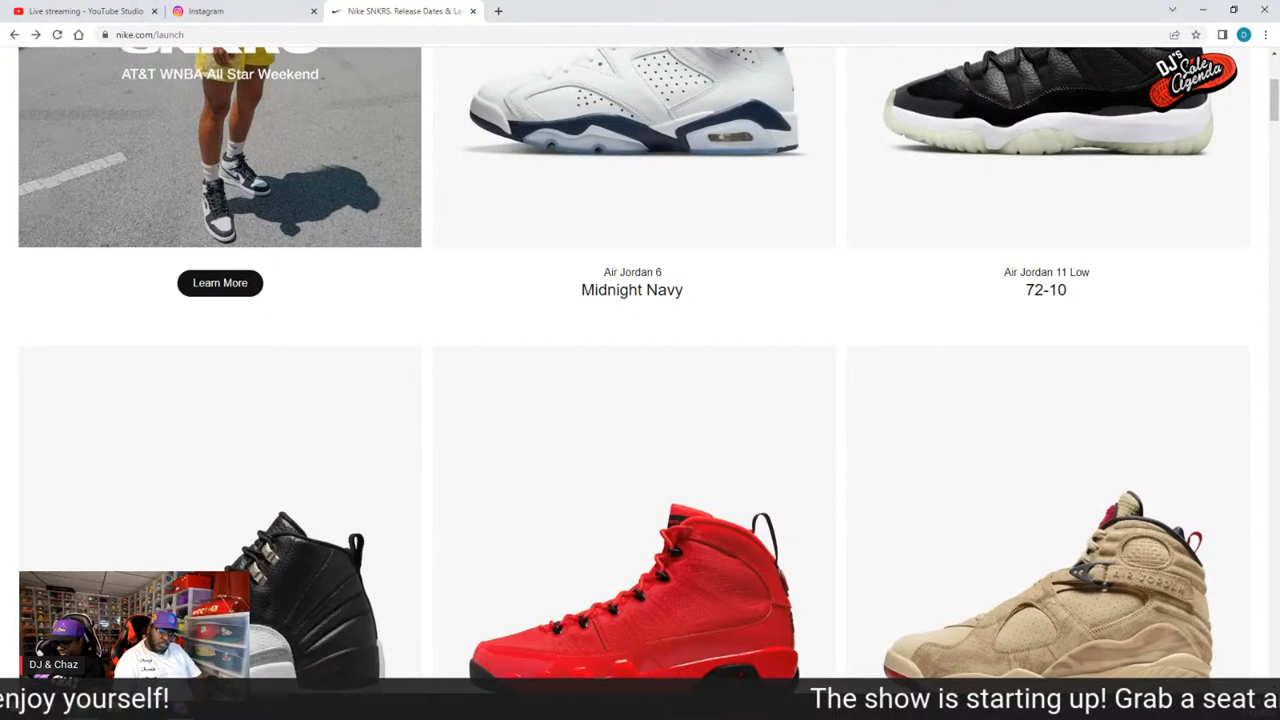 Live streaming - YouTube Studio
Instagram
Nike SNKRS. Release Dates & La
nike.com/launch
D
SNKRS
AT&T WNBA All Star Weekend
DJ's
Sole
Agenda
Learn More
Air Jordan 6
Midnight Navy
Air Jordan 11 Low
72-10
DJ & Chaz
enjoy yourself!
The show is starting up! Grab a seat a